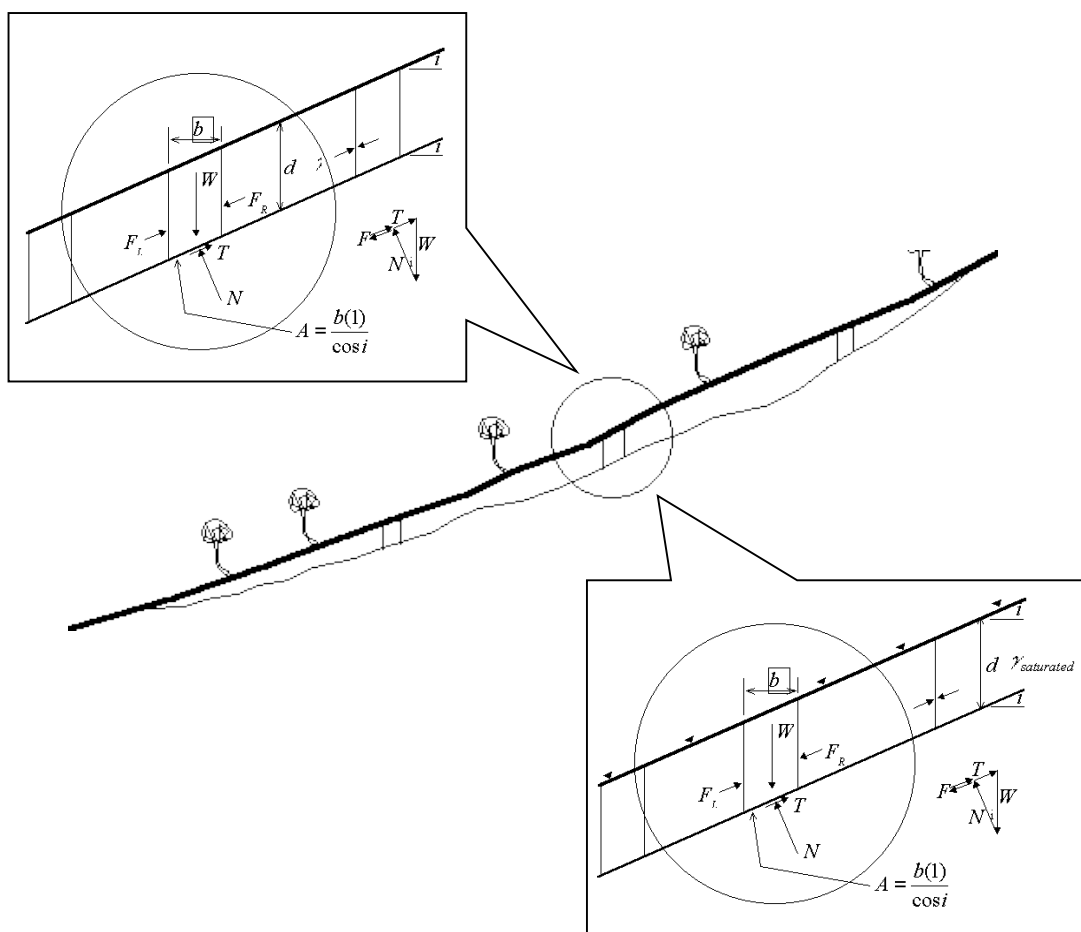 i
b
i
d
γ
W
F_R
F_L
T
T
F
W
N i
N
A = b(1)/cos i
i
b
d γ_saturated
i
W
F_R
F_L
T
T
F
W
N i
N
A = b(1)/cos i